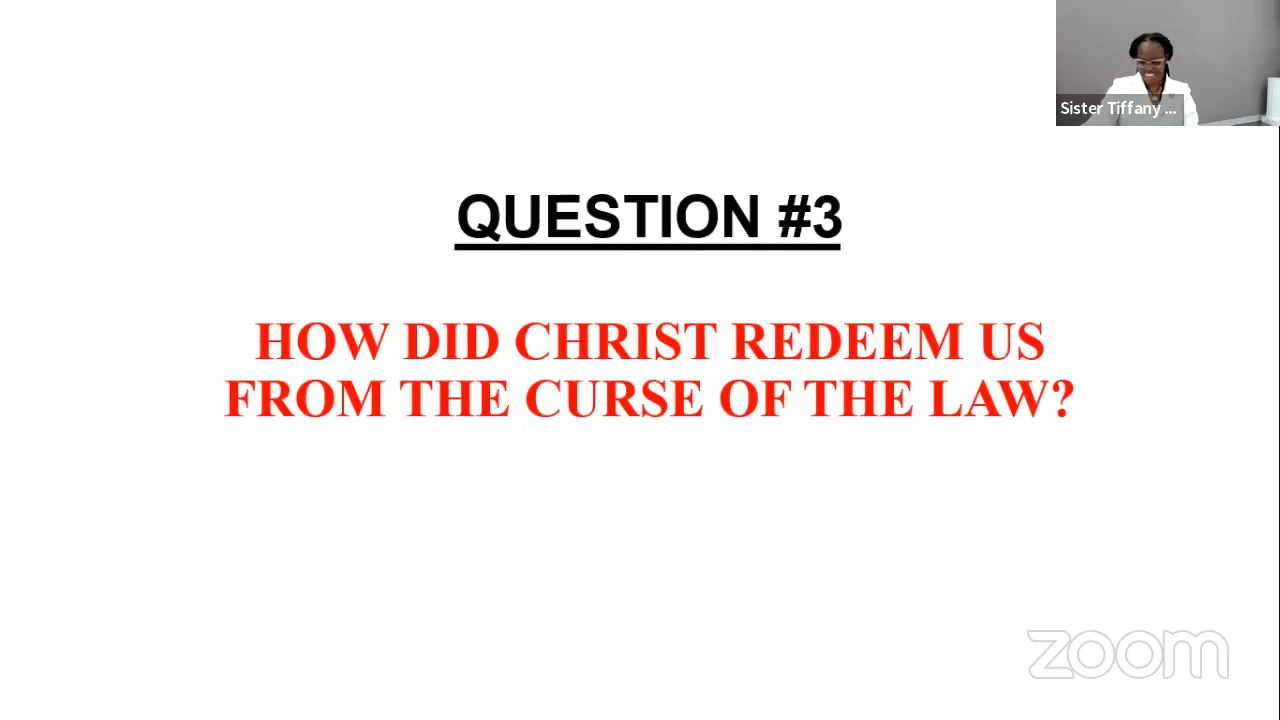 Sister Tiffany ...
QUESTION #3
HOW DID CHRIST REDEEM US
FROM THE CURSE OF THE LAW?
zoom